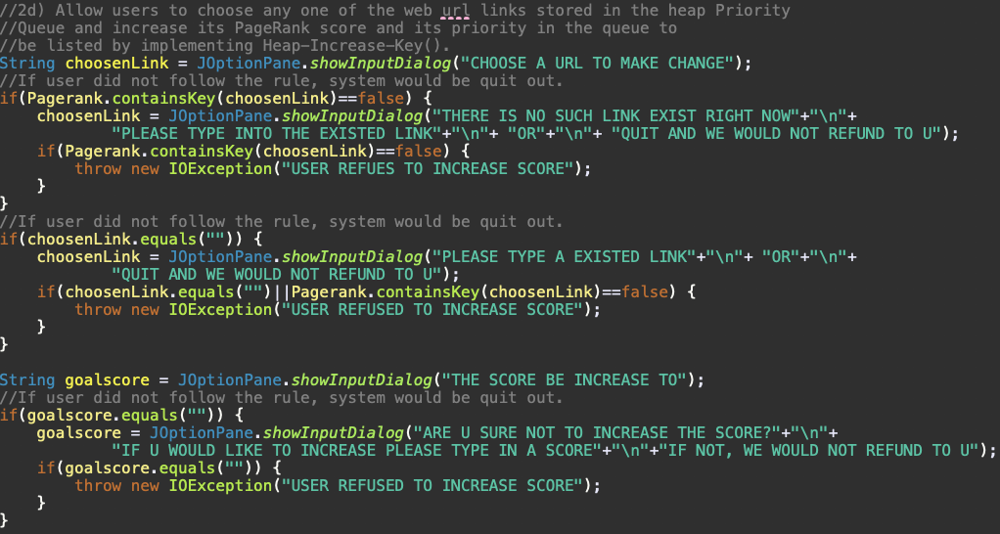 //2d) Allow users to choose any one of the web url links stored in the heap Priority
//Queue and increase its PageRank score and its priority in the queue to
//be listed by implementing Heap-Increase-Key().
String choosenLink = JOptionPane.showInputDialog("CHOOSE A URL TO MAKE CHANGE");
//If user did not follow the rule, system would be quit out.
if(Pagerank.containsKey(choosenLink)==false) {
    choosenLink = JOptionPane.showInputDialog("THERE IS NO SUCH LINK EXIST RIGHT NOW"+"\n"+
            "PLEASE TYPE INTO THE EXISTED LINK"+"\n"+ "OR"+"\n"+ "QUIT AND WE WOULD NOT REFUND TO U");
    if(Pagerank.containsKey(choosenLink)==false) {
        throw new IOException("USER REFUES TO INCREASE SCORE");
    }
}
//If user did not follow the rule, system would be quit out.
if(choosenLink.equals("")) {
    choosenLink = JOptionPane.showInputDialog("PLEASE TYPE A EXISTED LINK"+"\n"+ "OR"+"\n"+
            "QUIT AND WE WOULD NOT REFUND TO U");
    if(choosenLink.equals("")||Pagerank.containsKey(choosenLink)==false) {
        throw new IOException("USER REFUSED TO INCREASE SCORE");
    }
}
String goalscore = JOptionPane.showInputDialog("THE SCORE BE INCREASE TO");
//If user did not follow the rule, system would be quit out.
if(goalscore.equals("")) {
    goalscore = JOptionPane.showInputDialog("ARE U SURE NOT TO INCREASE THE SCORE?"+"\n"+
            "IF U WOULD LIKE TO INCREASE PLEASE TYPE IN A SCORE"+"\n"+"IF NOT, WE WOULD NOT REFUND TO U");
    if(goalscore.equals("")) {
        throw new IOException("USER REFUSED TO INCREASE SCORE");
    }
}